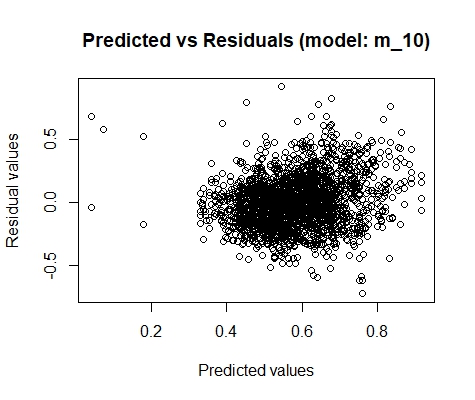 Predicted vs Residuals (model: m_10)
Residual values
0.5
0.0
-0.5
0.2 0.4 0.6 0.8
Predicted values